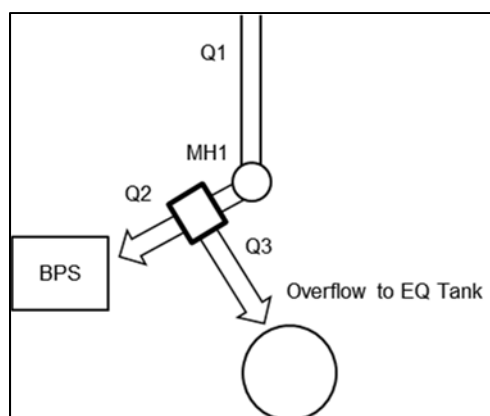 Q1
MH1
Q2
Q3
BPS
Overflow to EQ Tank